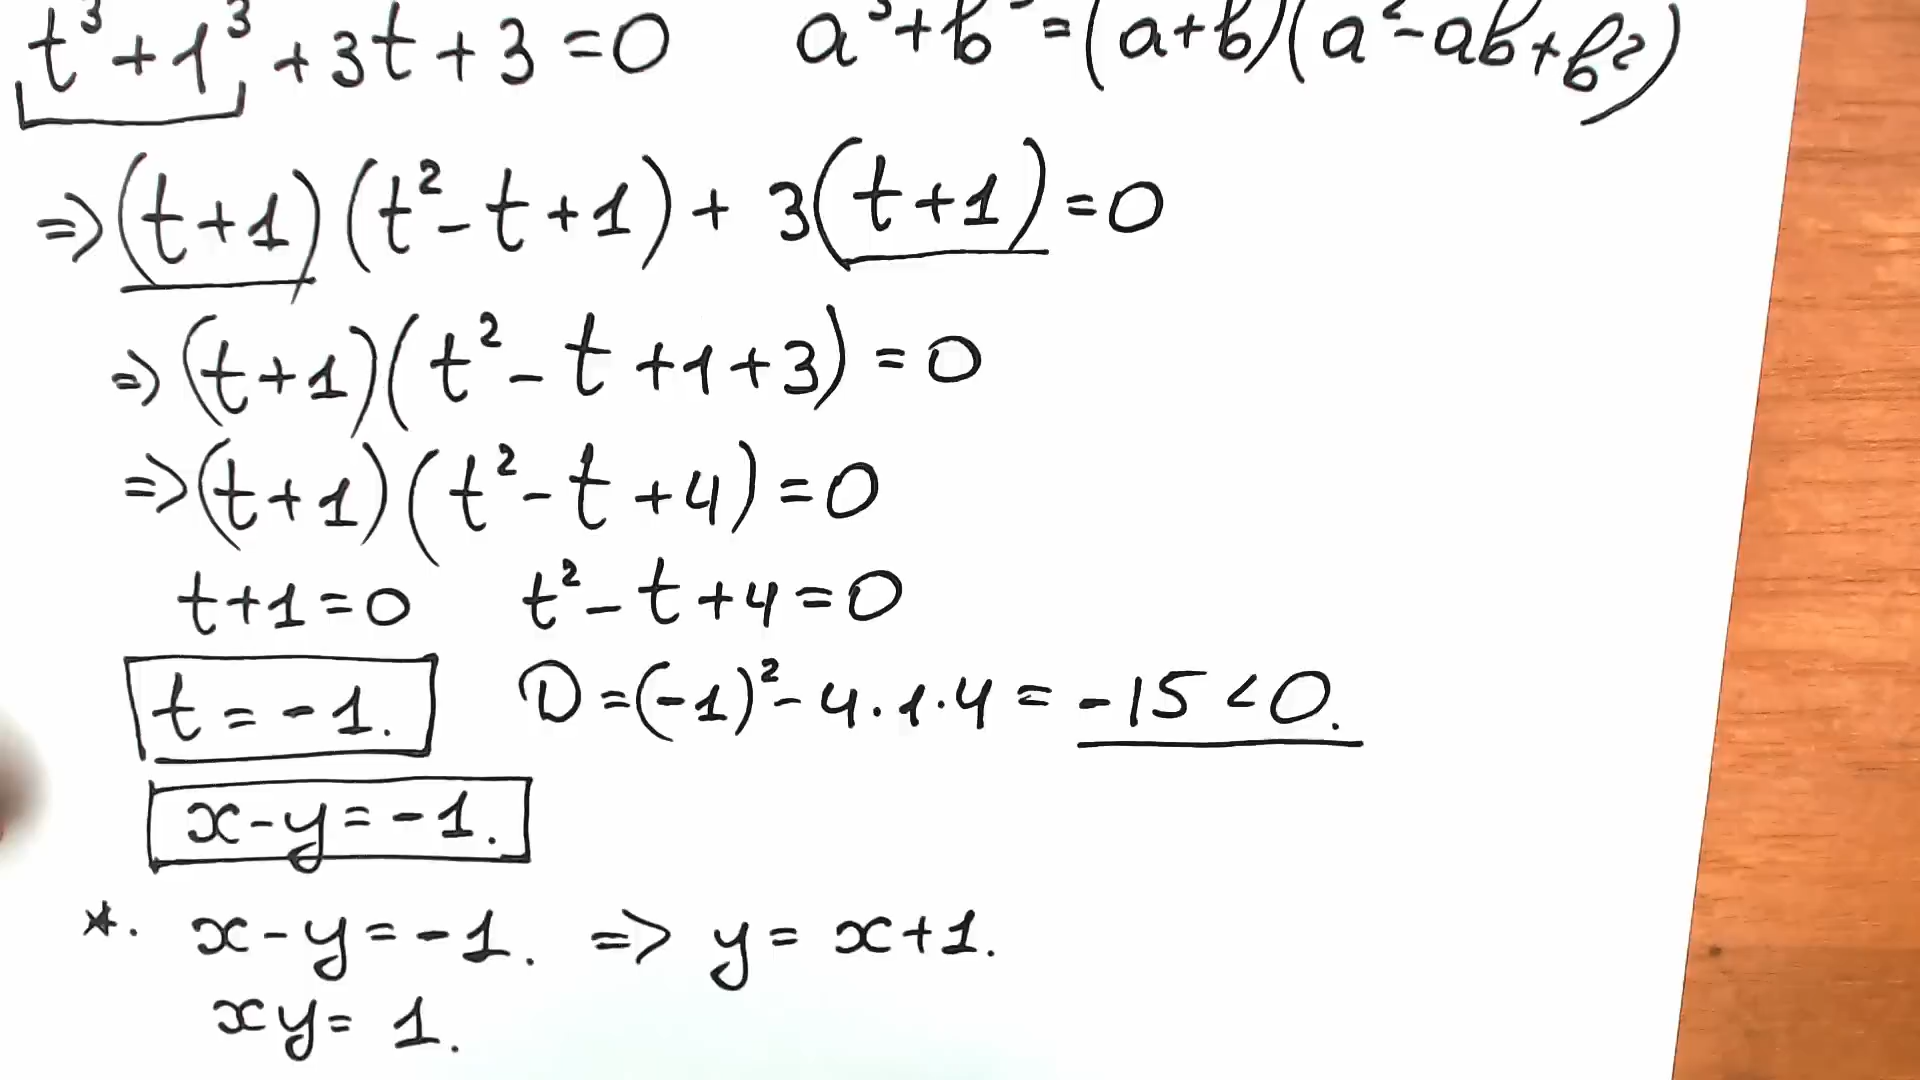 t³+1³+3t+3=0 a³+b³=(a+b)(a²-ab+b²)
=>(t+1)(t²-t+1)+3(t+1)=0
=>(t+1)(t²-t+1+3)=0
=>(t+1)(t²-t+4)=0
t+1=0 t²-t+4=0
t=-1. D=(-1)²-4·1·4=-15<0.
x-y=-1.
*. x-y=-1. => y=x+1.
xy=1.